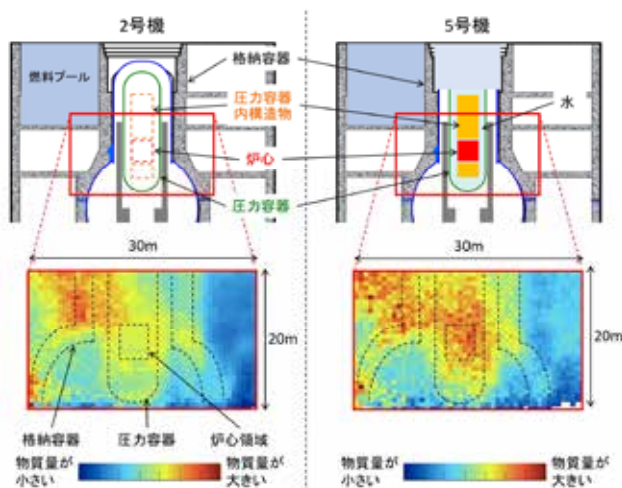 2号機
5号機
燃料プール
格納容器
圧力容器
内構造物
水
炉心
圧力容器
30m
30m
20m
20m
格納容器
圧力容器
炉心領域
物質量が
小さい
物質量が
大きい
物質量が
小さい
物質量が
大きい